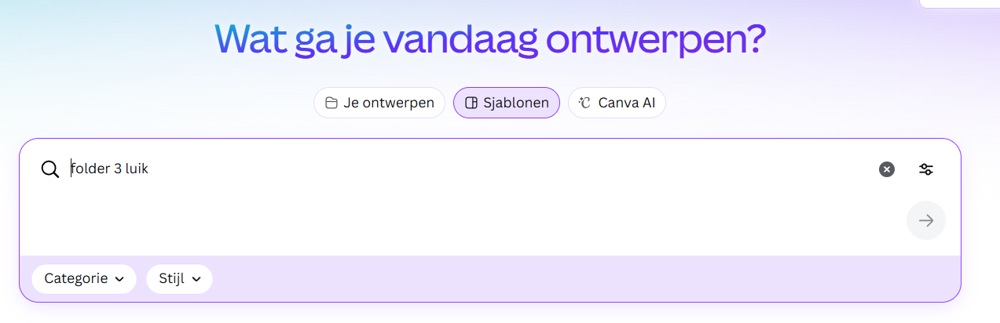 Wat ga je vandaag ontwerpen?
Je ontwerpen Sjablonen Canva AI
folder 3 luik
Categorie Stijl